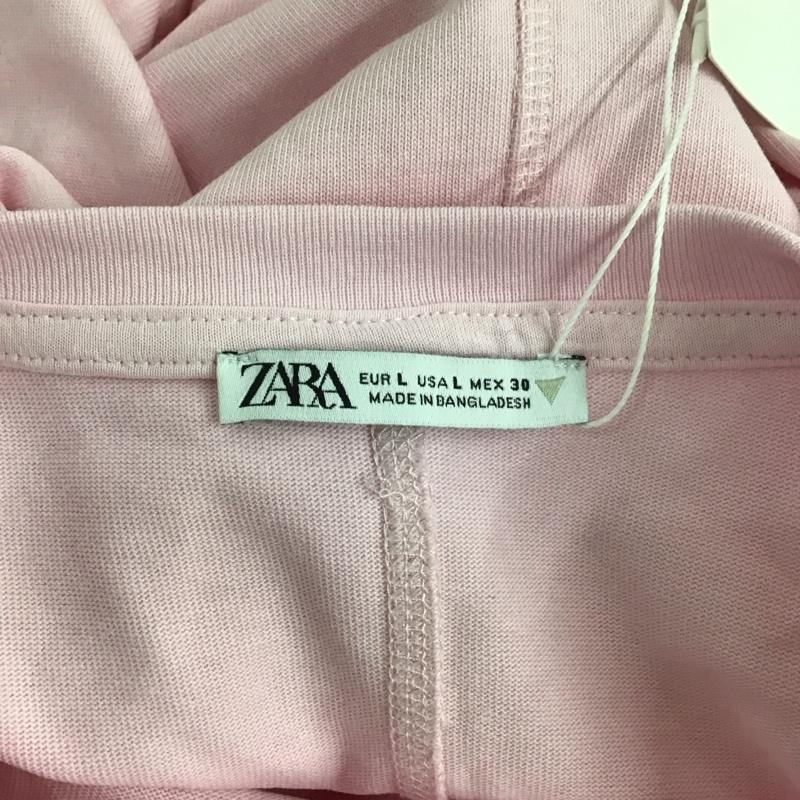 ZARA
EUR L USA L MEX 30
MADE IN BANGLADESH